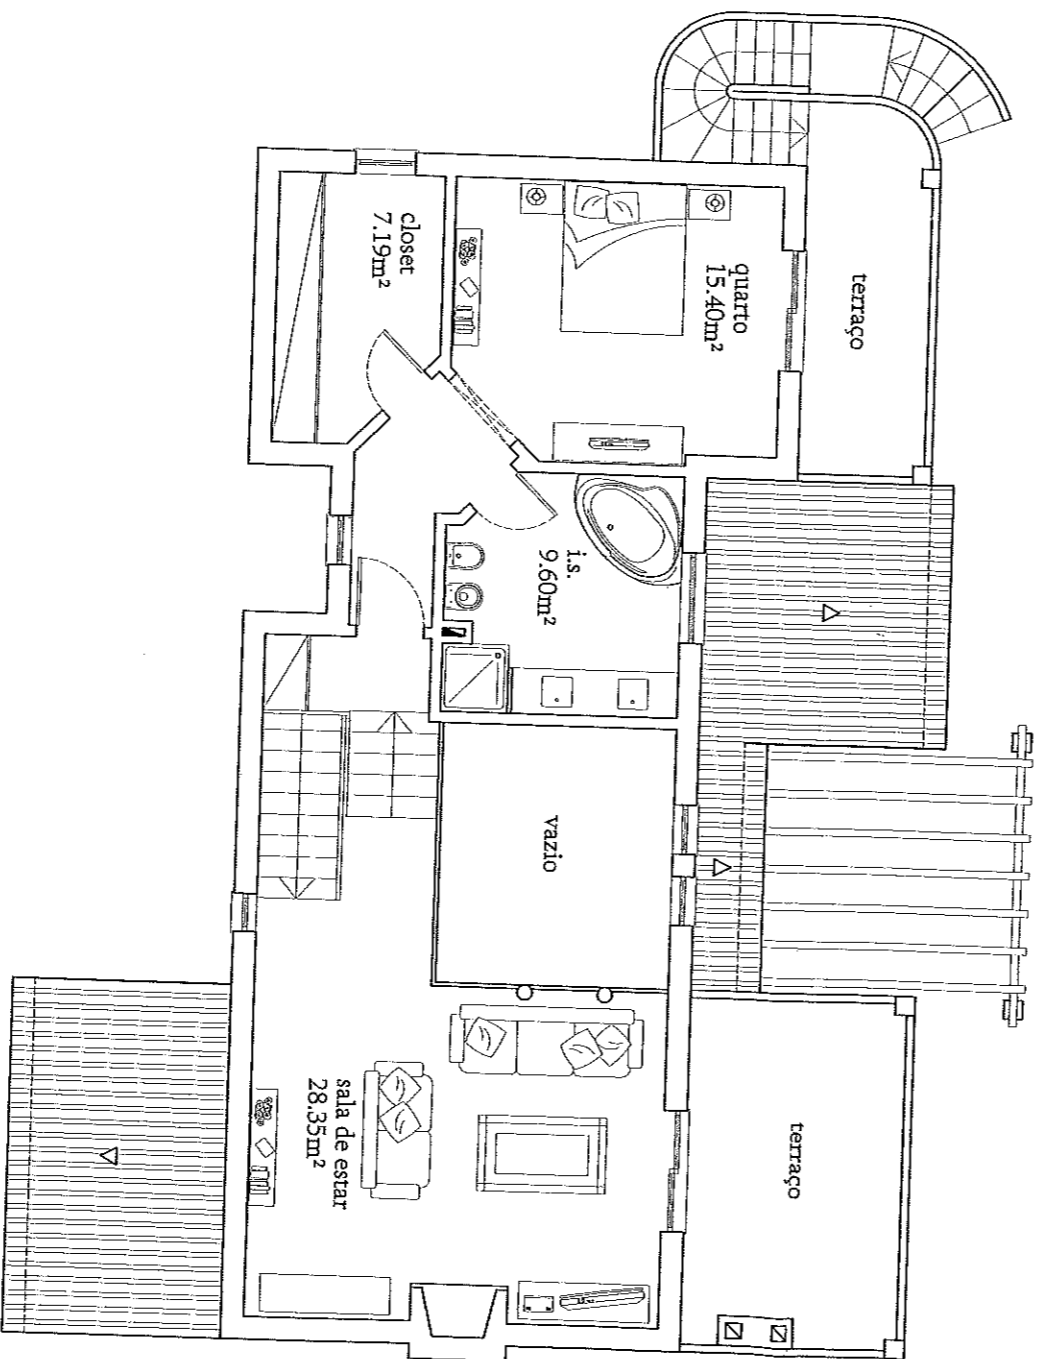 terraço
quarto
15.40m²
closet
7.19m²
i.s.
9.60m²
vazio
terraço
sala de estar
28.35m²